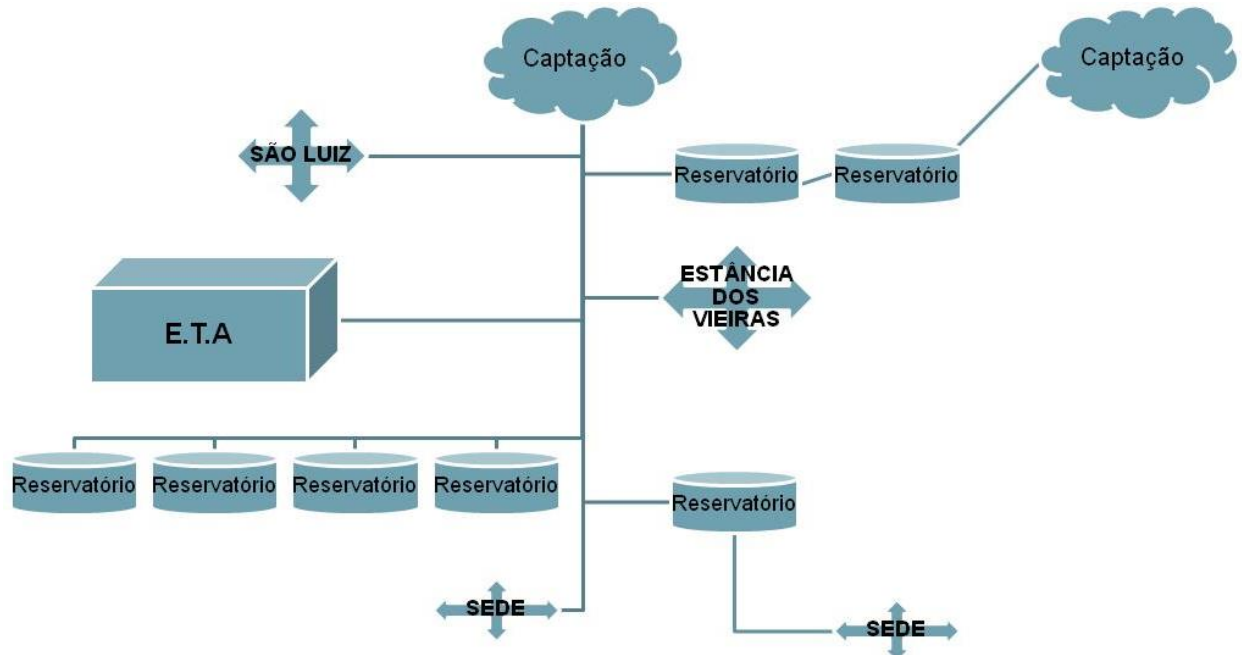 Captação
Captação
SÃO LUIZ
Reservatório
Reservatório
ESTÂNCIA
DOS
VIEIRAS
E.T.A
Reservatório
Reservatório
Reservatório
Reservatório
Reservatório
SEDE
SEDE